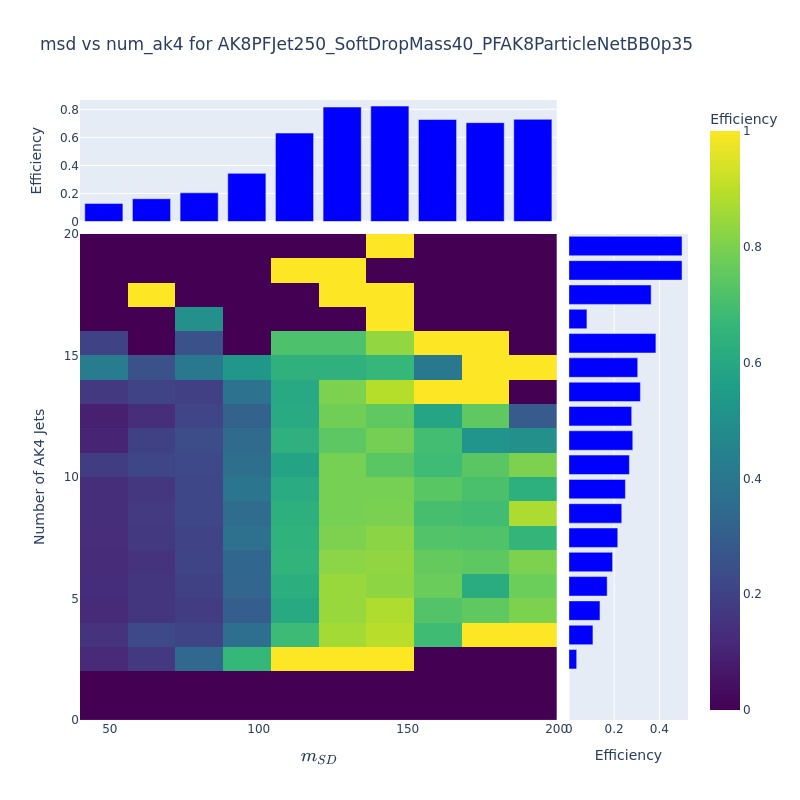 msd vs num_ak4 for AK8PFJet250_SoftDropMass40_PFAK8ParticleNetBB0p35
Efficiency
0.8
0.6
0.4
0.2
0
Efficiency
1
0.8
0.6
0.4
0.2
0
Number of AK4 Jets
20
15
10
5
0
50 100 150 200
m_SD
0 0.2 0.4
Efficiency